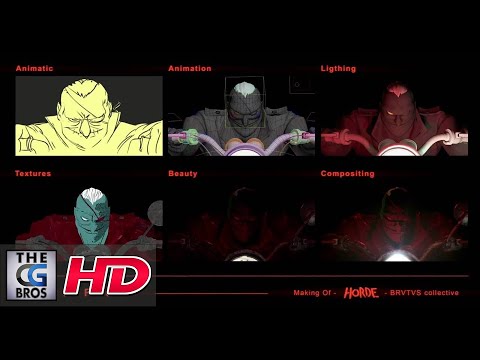 Animatic
Animation
Ligthing
Textures
Beauty
Compositing
THE
CG
BROS
HD
Making Of - HORDE - BRVTVS collective